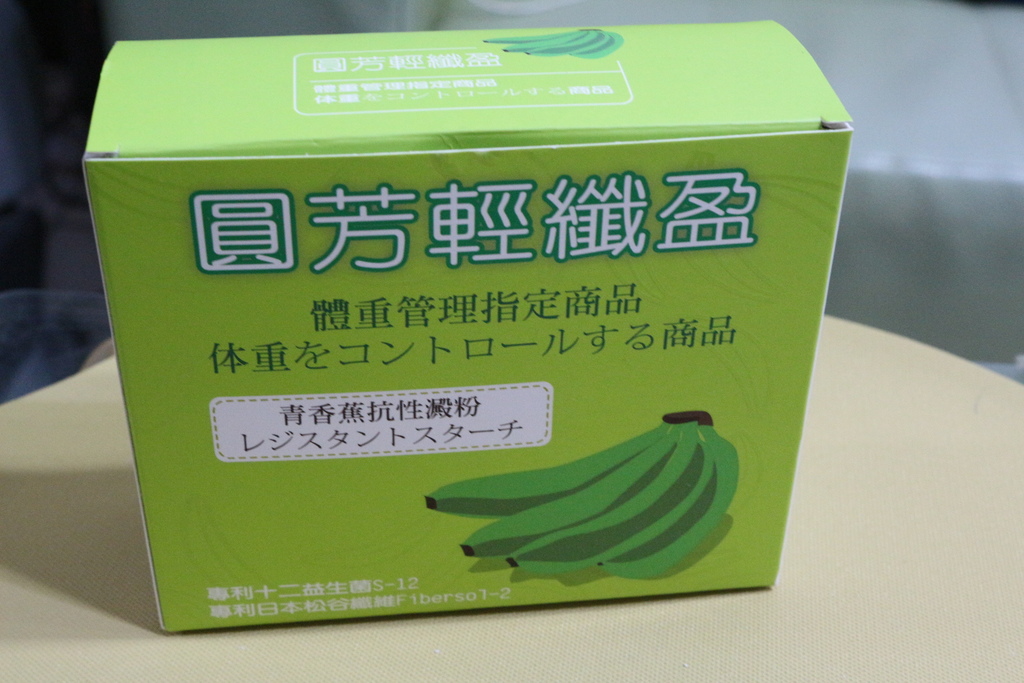 圓芳輕纖盈
體重管理指定商品
体重をコントロールする商品
圓芳輕纖盈
體重管理指定商品
体重をコントロールする商品
青香蕉抗性澱粉
レジスタントスターチ
專利十二益生菌S-12
專利日本松谷纖維Fibersol-2